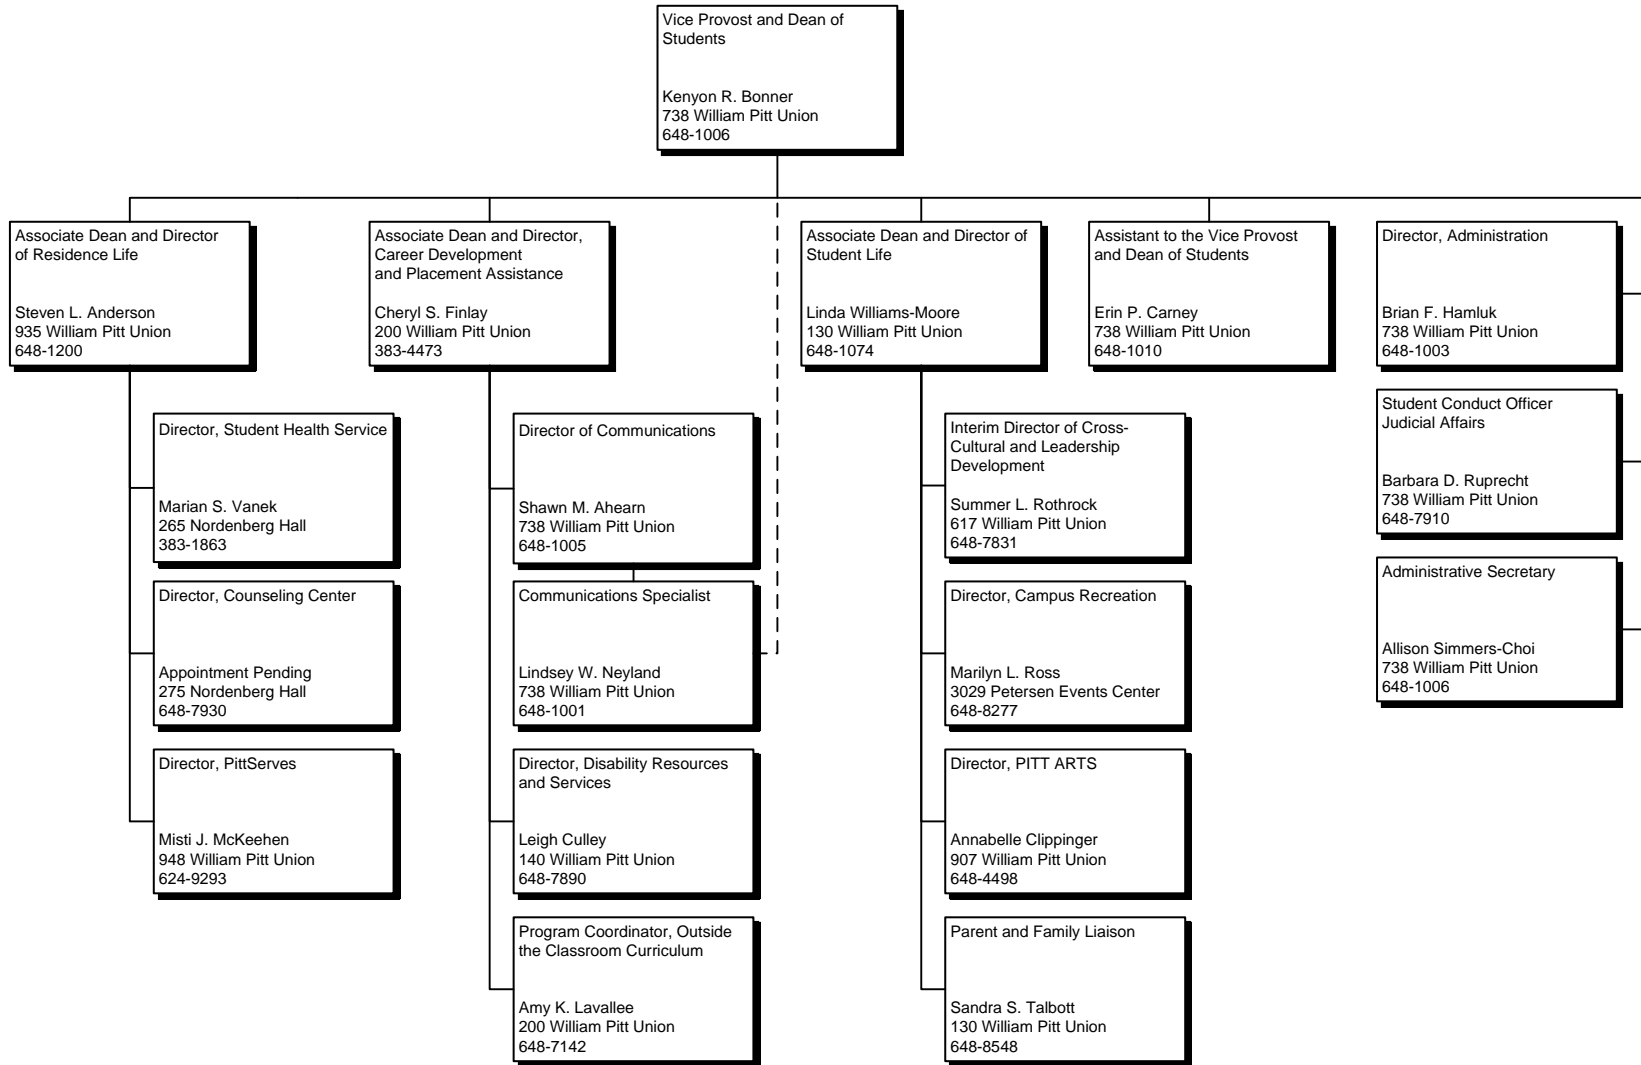 Vice Provost and Dean of
Students
Kenyon R. Bonner
738 William Pitt Union
648-1006
Associate Dean and Director
of Residence Life
Steven L. Anderson
935 William Pitt Union
648-1200
Associate Dean and Director,
Career Development
and Placement Assistance
Cheryl S. Finlay
200 William Pitt Union
383-4473
Associate Dean and Director of
Student Life
Linda Williams-Moore
130 William Pitt Union
648-1074
Assistant to the Vice Provost
and Dean of Students
Erin P. Carney
738 William Pitt Union
648-1010
Director, Administration
Brian F. Hamluk
738 William Pitt Union
648-1003
Director, Student Health Service
Marian S. Vanek
265 Nordenberg Hall
383-1863
Director, Counseling Center
Appointment Pending
275 Nordenberg Hall
648-7930
Director, PittServes
Misti J. McKeehen
948 William Pitt Union
624-9293
Director of Communications
Shawn M. Ahearn
738 William Pitt Union
648-1005
Communications Specialist
Lindsey W. Neyland
738 William Pitt Union
648-1001
Director, Disability Resources
and Services
Leigh Culley
140 William Pitt Union
648-7890
Program Coordinator, Outside
the Classroom Curriculum
Amy K. Lavallee
200 William Pitt Union
648-7142
Interim Director of Cross-
Cultural and Leadership
Development
Summer L. Rothrock
617 William Pitt Union
648-7831
Director, Campus Recreation
Marilyn L. Ross
3029 Petersen Events Center
648-8277
Director, PITT ARTS
Annabelle Clippinger
907 William Pitt Union
648-4498
Parent and Family Liaison
Sandra S. Talbott
130 William Pitt Union
648-8548
Student Conduct Officer
Judicial Affairs
Barbara D. Ruprecht
738 William Pitt Union
648-7910
Administrative Secretary
Allison Simmers-Choi
738 William Pitt Union
648-1006